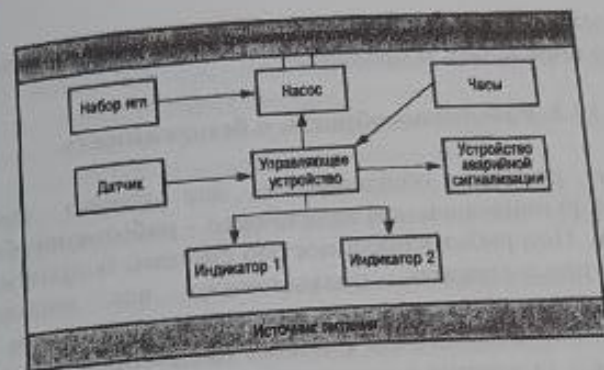 Набор игл
Насос
Часы
Датчик
Управляющее
устройство
Устройство
аварийной
сигнализации
Индикатор 1
Индикатор 2
Источник питания